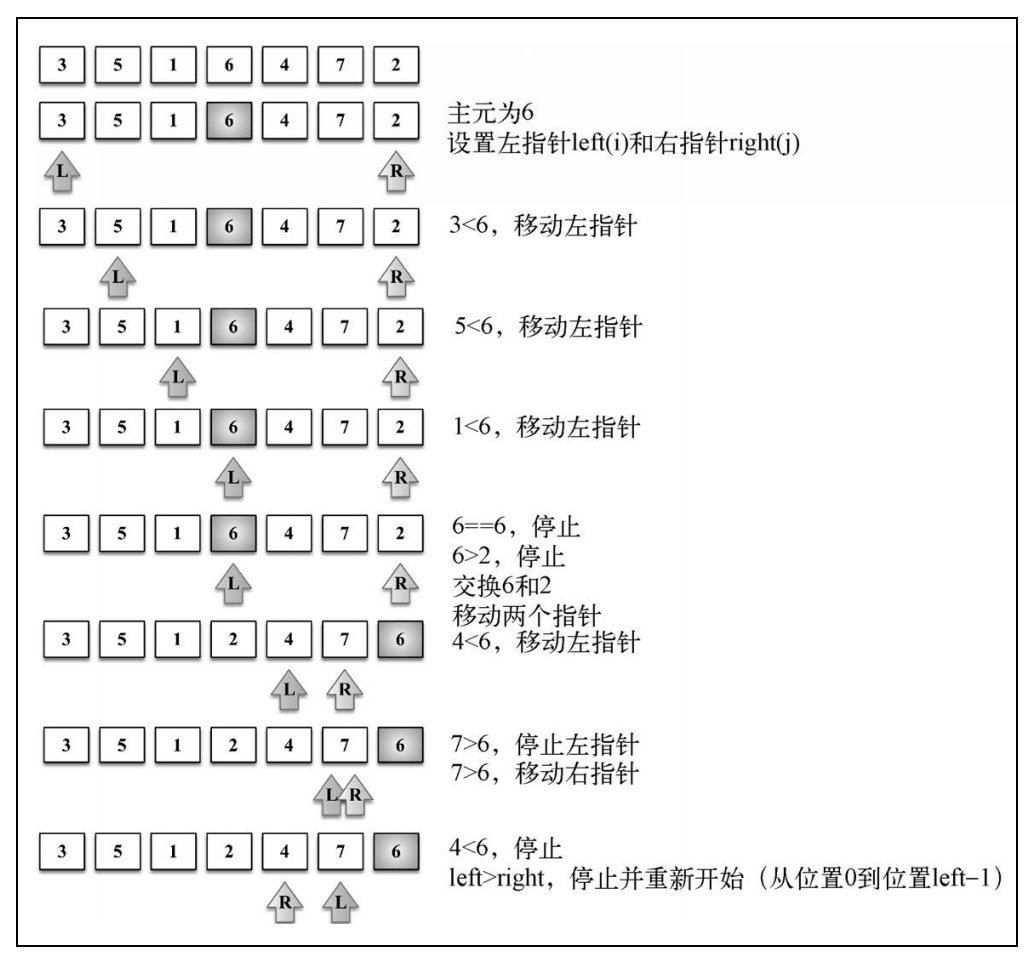 3 5 1 6 4 7 2
3 5 1 6 4 7 2
主元为6
设置左指针left(i)和右指针right(j)
L R
3 5 1 6 4 7 2
3<6，移动左指针
L R
3 5 1 6 4 7 2
5<6，移动左指针
L R
3 5 1 6 4 7 2
1<6，移动左指针
L R
3 5 1 6 4 7 2
6==6，停止
6>2，停止
交换6和2
移动两个指针
L R
3 5 1 2 4 7 6
4<6，移动左指针
L R
3 5 1 2 4 7 6
7>6，停止左指针
7>6，移动右指针
L R
3 5 1 2 4 7 6
4<6，停止
left>right，停止并重新开始（从位置0到位置left–1）
R L